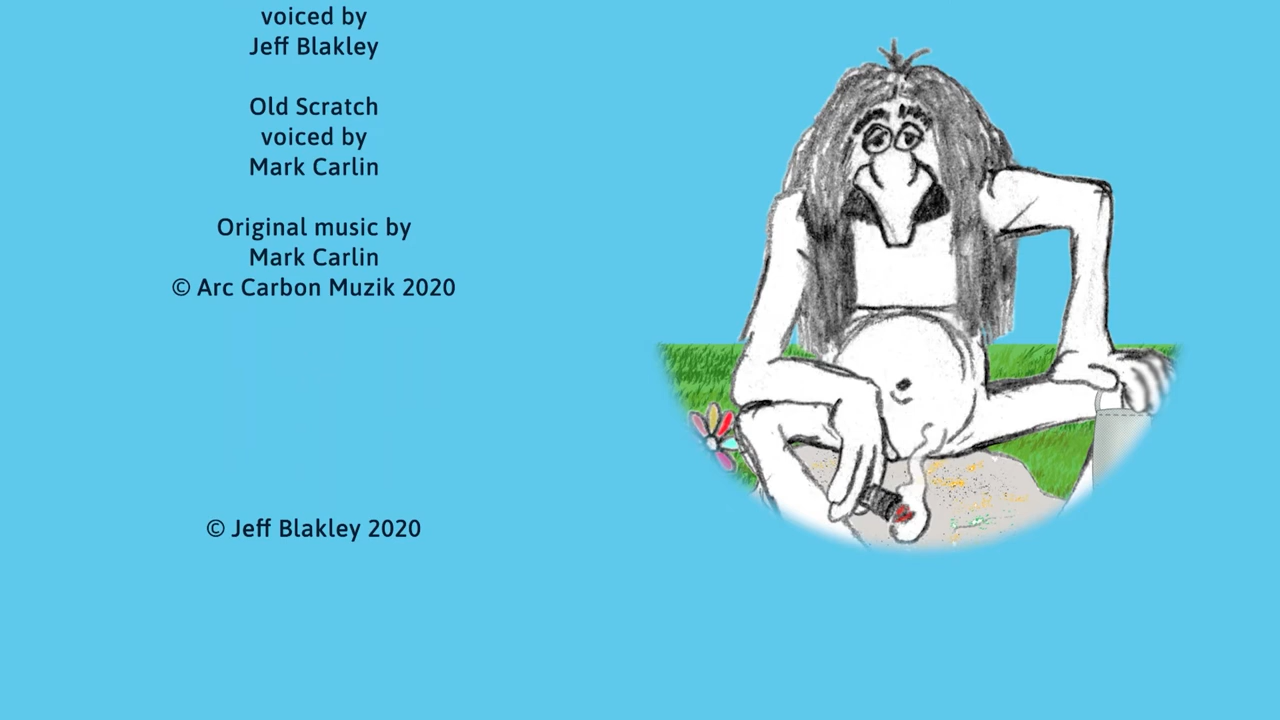 voiced by
Jeff Blakley
Old Scratch
voiced by
Mark Carlin
Original music by
Mark Carlin
© Arc Carbon Muzik 2020
© Jeff Blakley 2020